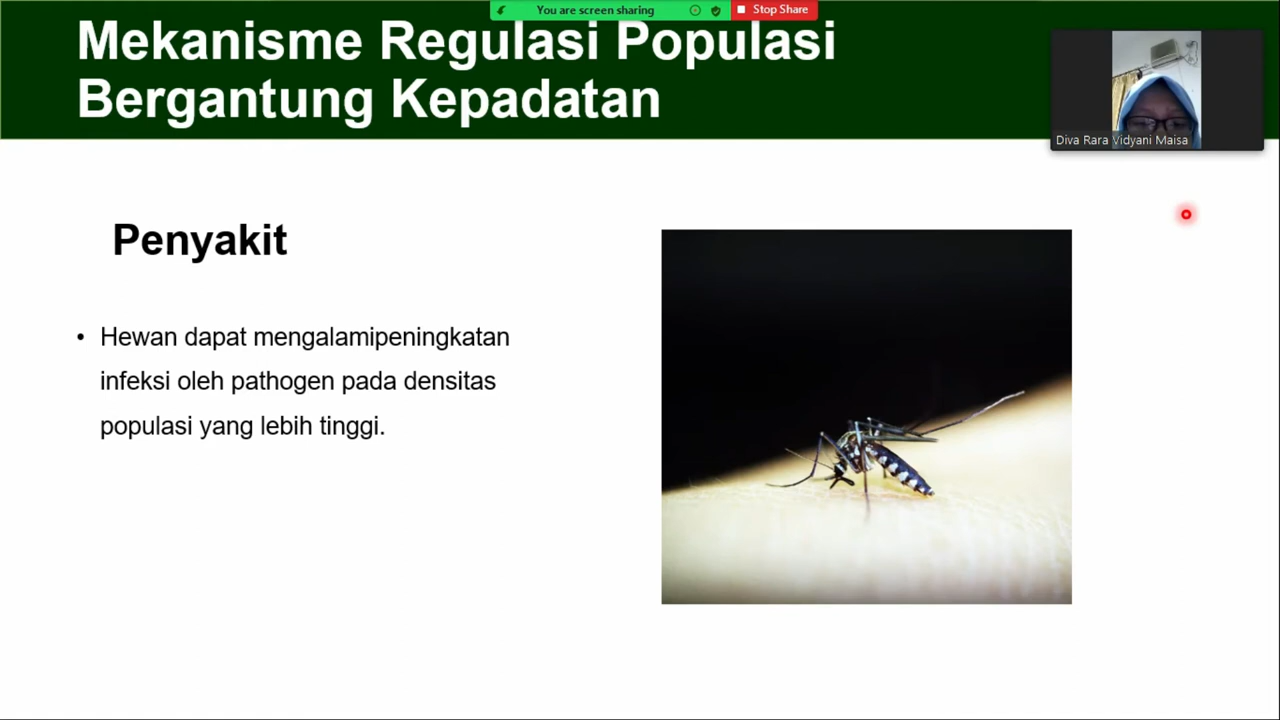 You are screen sharing
Stop Share
Mekanisme Regulasi Populasi
Bergantung Kepadatan
Diva Rara Vidyani Maisa
Penyakit
• Hewan dapat mengalamipeningkatan
infeksi oleh pathogen pada densitas
populasi yang lebih tinggi.